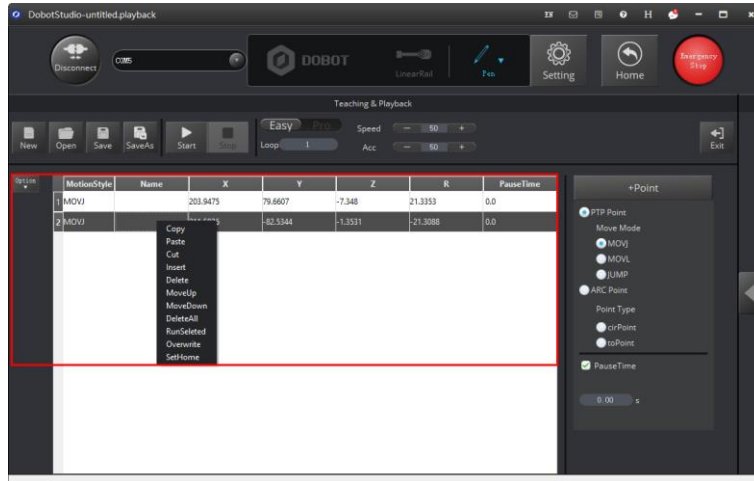 DobotStudio-untitled.playback
H
Disconnect
COM5
DOBOT
LinearRail
Pen
Setting
Home
Emergency Stop
Teaching & Playback
New
Open
Save
SaveAs
Start
Stop
Easy
Pro
Loop
1
Speed
50
Acc
50
Exit
Option
MotionStyle Name X Y Z R PauseTime
1 MOVJ 203.9475 79.6607 -7.348 21.3353 0.0
2 MOVJ -82.5344 -1.3531 -21.3088 0.0
Copy
Paste
Cut
Insert
Delete
MoveUp
MoveDown
DeleteAll
RunSeleted
Overwrite
SetHome
+Point
PTP Point
Move Mode
MOVJ
MOVL
JUMP
ARC Point
Point Type
cirPoint
toPoint
PauseTime
0.00 s